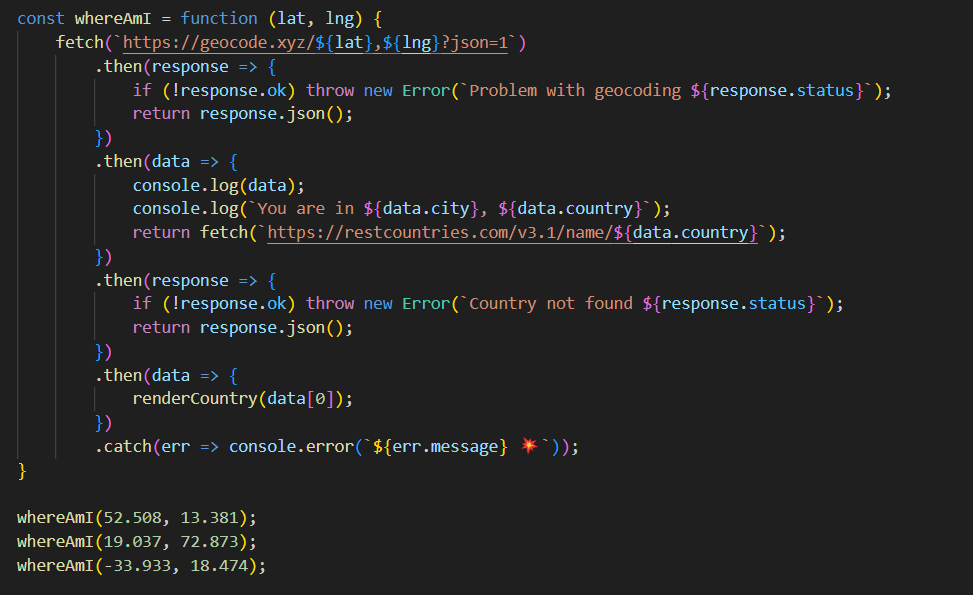 const whereAmI = function (lat, lng) {
    fetch(`https://geocode.xyz/${lat},${lng}?json=1`)
        .then(response => {
            if (!response.ok) throw new Error(`Problem with geocoding ${response.status}`);
            return response.json();
        })
        .then(data => {
            console.log(data);
            console.log(`You are in ${data.city}, ${data.country}`);
            return fetch(`https://restcountries.com/v3.1/name/${data.country}`);
        })
        .then(response => {
            if (!response.ok) throw new Error(`Country not found ${response.status}`);
            return response.json();
        })
        .then(data => {
            renderCountry(data[0]);
        })
        .catch(err => console.error(`${err.message} 💥`));
}

whereAmI(52.508, 13.381);
whereAmI(19.037, 72.873);
whereAmI(-33.933, 18.474);